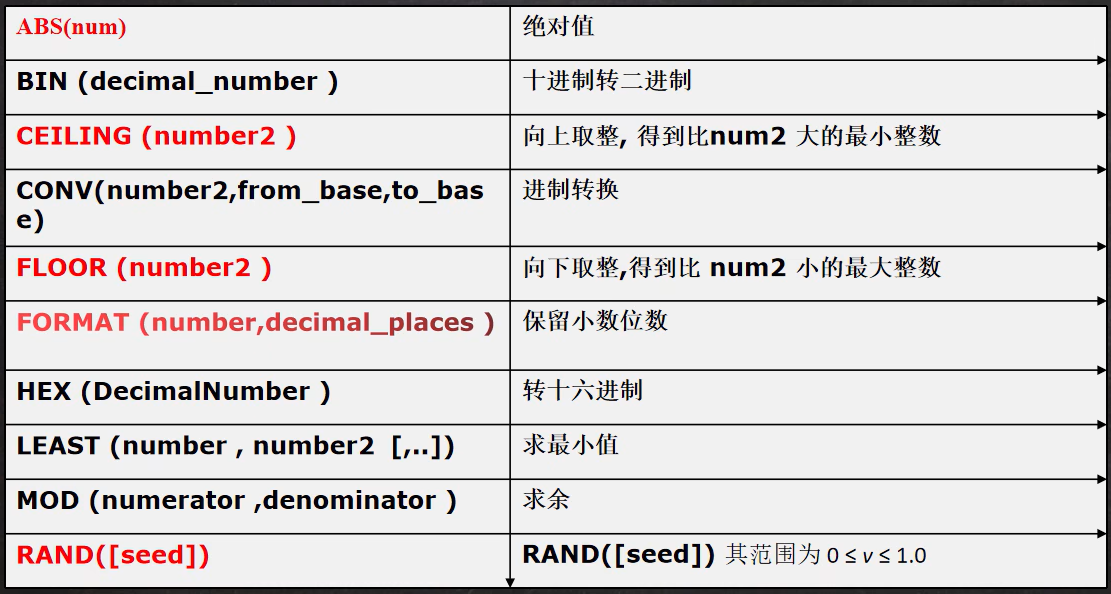 ABS(num)
绝对值
BIN (decimal_number )
十进制转二进制
CEILING (number2 )
向上取整, 得到比num2 大的最小整数
CONV(number2,from_base,to_bas
e)
进制转换
FLOOR (number2 )
向下取整,得到比 num2 小的最大整数
FORMAT (number,decimal_places )
保留小数位数
HEX (DecimalNumber )
转十六进制
LEAST (number , number2  [,..])
求最小值
MOD (numerator ,denominator )
求余
RAND([seed])
RAND([seed]) 其范围为 0 ≤ v ≤ 1.0